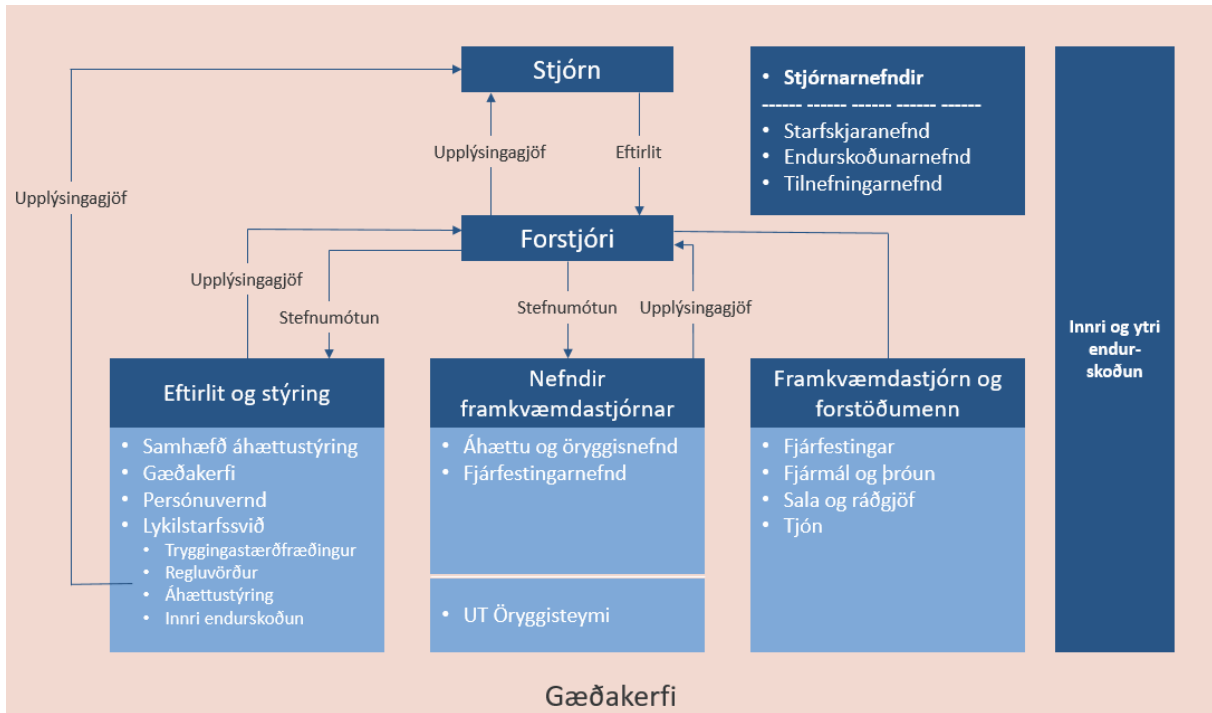 Stjórn
• Stjórnarnefndir
------ ------ ------ ------ ------
• Starfskjaranefnd
• Endurskoðunarnefnd
• Tilnefningarnefnd
Upplýsingagjöf
Eftirlit
Upplýsingagjöf
Forstjóri
Upplýsingagjöf
Stefnumótun
Stefnumótun
Upplýsingagjöf
Innri og ytri
endur-
skoðun
Eftirlit og stýring
• Samhæfð áhættustýring
• Gæðakerfi
• Persónuvernd
• Lykilstarfssvið
• Tryggingastærðfræðingur
• Regluvörður
• Áhættustýring
• Innri endurskoðun
Nefndir
framkvæmdastjórnar
• Áhættu og öryggisnefnd
• Fjárfestingarnefnd
• UT Öryggisteymi
Framkvæmdastjórn og
forstöðumenn
• Fjárfestingar
• Fjármál og þróun
• Sala og ráðgjöf
• Tjón
Gæðakerfi